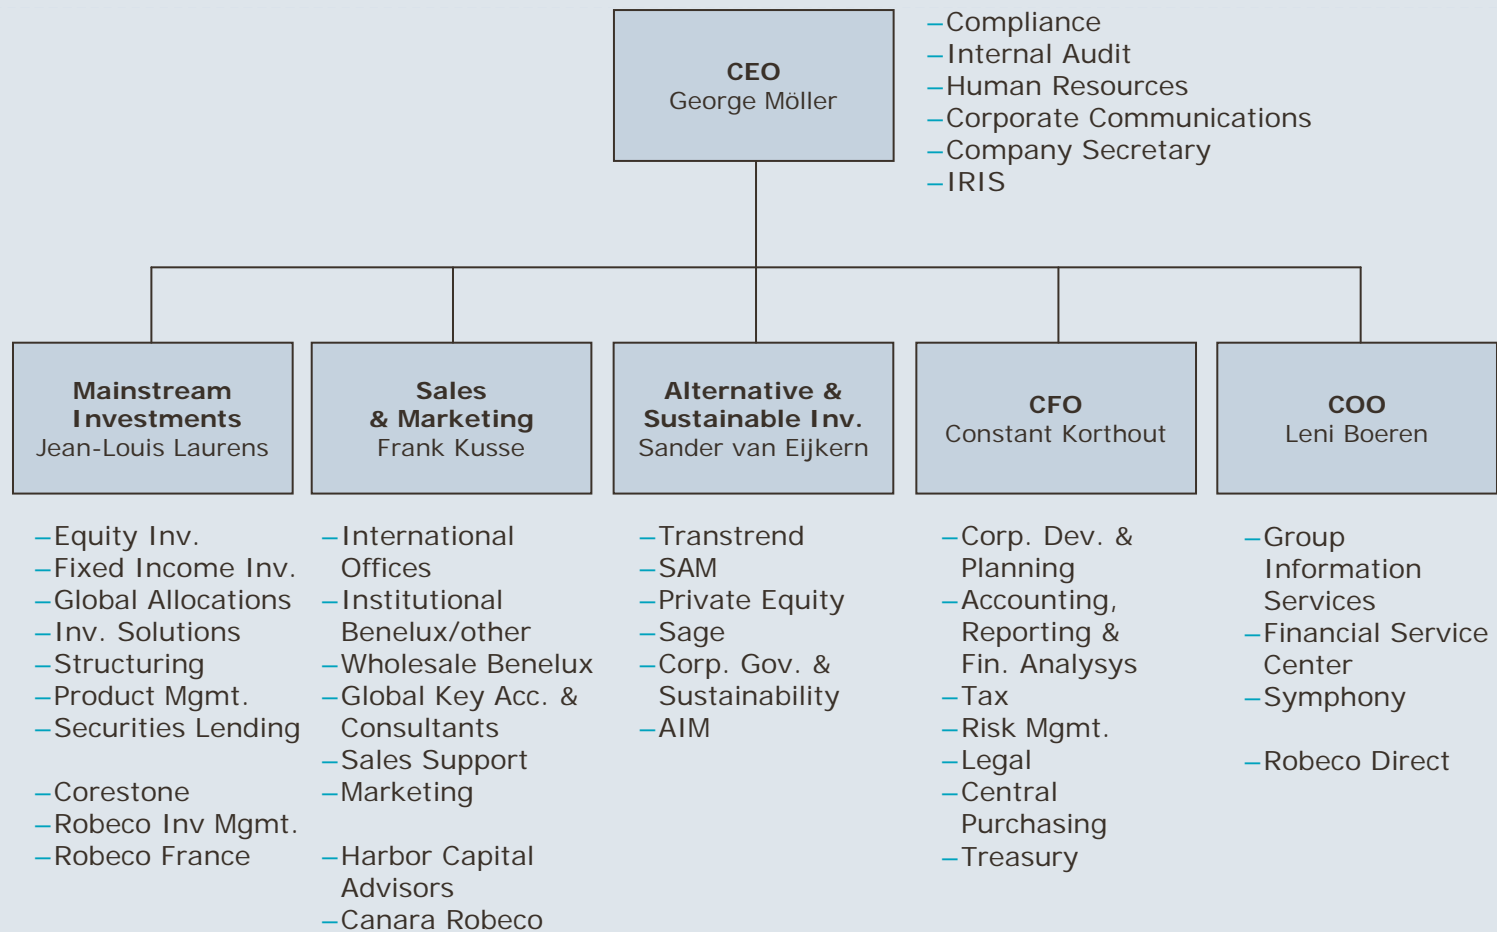 CEO
George Möller
–Compliance
–Internal Audit
–Human Resources
–Corporate Communications
–Company Secretary
–IRIS
Mainstream
Investments
Jean-Louis Laurens
–Equity Inv.
–Fixed Income Inv.
–Global Allocations
–Inv. Solutions
–Structuring
–Product Mgmt.
–Securities Lending
–Corestone
–Robeco Inv Mgmt.
–Robeco France
Sales
& Marketing
Frank Kusse
–International
Offices
–Institutional
Benelux/other
–Wholesale Benelux
–Global Key Acc. &
Consultants
–Sales Support
–Marketing
–Harbor Capital
Advisors
–Canara Robeco
Alternative &
Sustainable Inv.
Sander van Eijkern
–Transtrend
–SAM
–Private Equity
–Sage
–Corp. Gov. &
Sustainability
–AIM
CFO
Constant Korthout
–Corp. Dev. &
Planning
–Accounting,
Reporting &
Fin. Analysys
–Tax
–Risk Mgmt.
–Legal
–Central
Purchasing
–Treasury
COO
Leni Boeren
–Group
Information
Services
–Financial Service
Center
–Symphony
–Robeco Direct